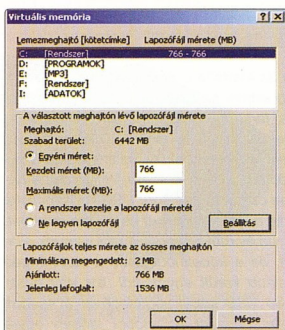 Virtuális memória
Lemezmeghajtó [kötetcímke] Lapozófájl mérete (MB)
C: [Rendszer] 766 - 766
D: [PROGRAMOK]
E: [MP3]
F: [Rendszer]
I: [ADATOK]
A választott meghajtón lévő lapozófájl mérete
Meghajtó: C: [Rendszer]
Szabad terület: 6442 MB
Egyéni méret:
Kezdeti méret (MB): 766
Maximális méret (MB): 766
A rendszer kezelje a lapozófájl méretét
Ne legyen lapozófájl Beállítás
Lapozófájlok teljes mérete az összes meghajtón
Minimálisan megengedett: 2 MB
Ajánlott: 766 MB
Jelenleg lefoglalt: 1536 MB
OK Mégse